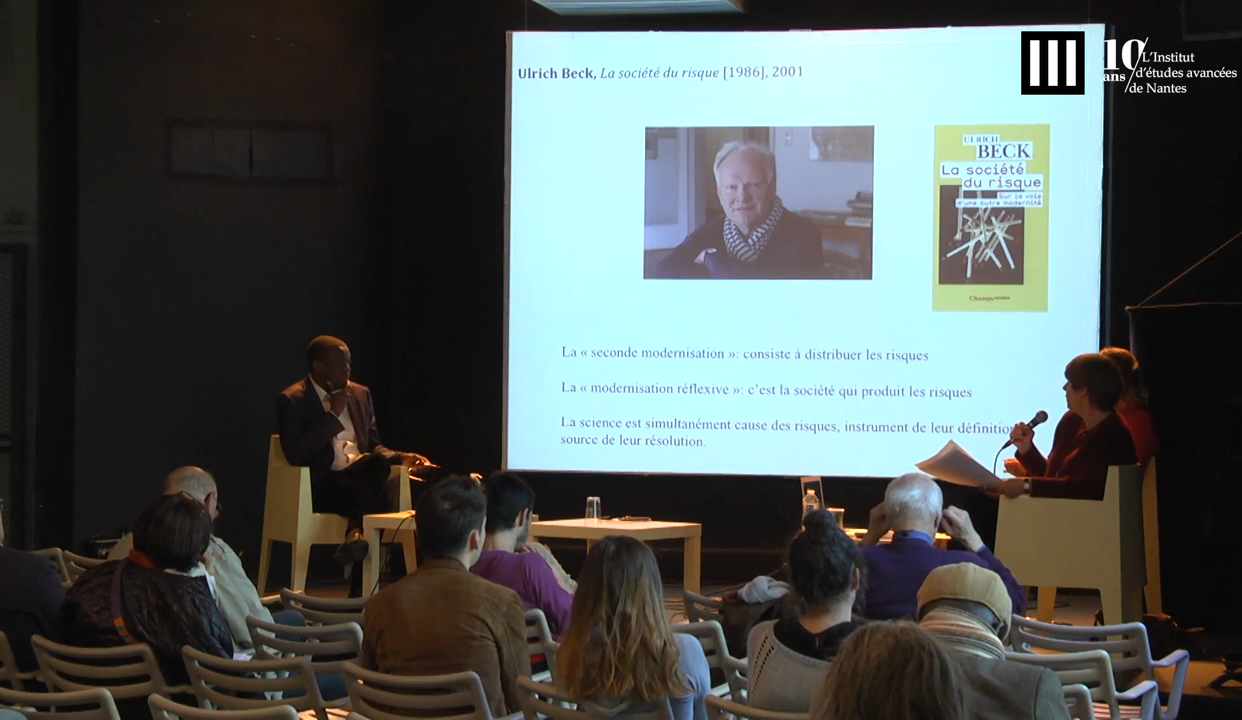 Ulrich Beck, La société du risque [1986], 2001
10 ans
L'Institut
d'études avancées
de Nantes
ULRICH
BECK
La société
du risque
Sur la voie
d'une autre modernité
Champs essais
La « seconde modernisation »: consiste à distribuer les risques
La « modernisation réflexive »: c'est la société qui produit les risques
La science est simultanément cause des risques, instrument de leur définition
source de leur résolution.